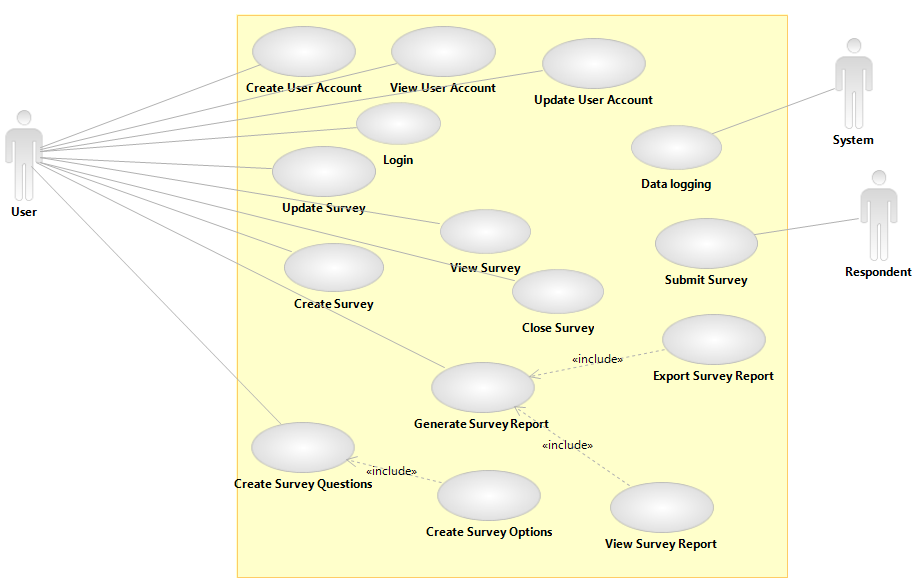 Create User Account
View User Account
Update User Account
System
Login
Data logging
User
Update Survey
View Survey
Submit Survey
Respondent
Create Survey
Close Survey
«include»
Export Survey Report
Generate Survey Report
«include»
«include»
Create Survey Questions
Create Survey Options
View Survey Report